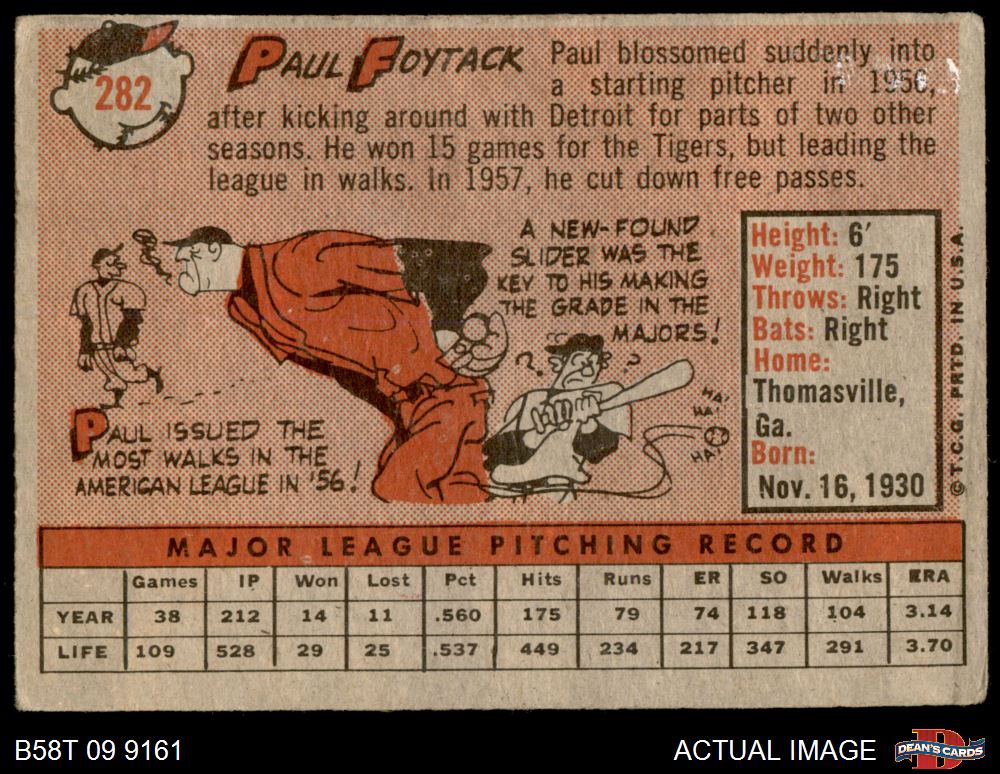 282
PAUL FOYTACK
Paul blossomed suddenly into
a starting pitcher in 1956,
after kicking around with Detroit for parts of two other
seasons. He won 15 games for the Tigers, but leading the
league in walks. In 1957, he cut down free passes.
A NEW-FOUND
SLIDER WAS THE
KEY TO HIS MAKING
THE GRADE IN THE
MAJORS!
? ?
HA!
HA!
HA!
PAUL ISSUED THE
MOST WALKS IN THE
AMERICAN LEAGUE IN '56!
Height: 6'
Weight: 175
Throws: Right
Bats: Right
Home:
Thomasville,
Ga.
Born:
Nov. 16, 1930
© T.C.G. PRTD. IN U.S.A.
MAJOR LEAGUE PITCHING RECORD
Games IP Won Lost Pct Hits Runs ER SO Walks ERA
YEAR 38 212 14 11 .560 175 79 74 118 104 3.14
LIFE 109 528 29 25 .537 449 234 217 347 291 3.70
B58T 09 9161
ACTUAL IMAGE
DEAN'S CARDS